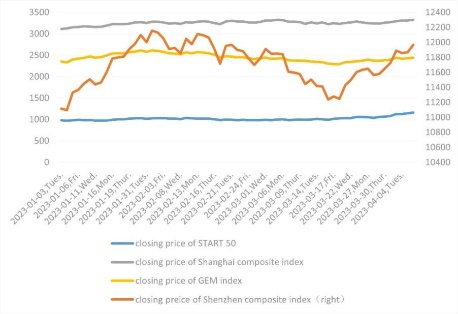 3500
3000
2500
2000
1500
1000
500
0
12400
12200
12000
11800
11600
11400
11200
11000
10800
10600
10400
2023-01-03,Tues.
2023-01-06,Fri.
2023-01-11,Wed.
2023-01-16,Mon.
2023-01-19,Thur.
2023-01-31,Tues.
2023-02-03,Fri.
2023-02-08,Wed.
2023-02-13,Mon.
2023-02-16,Thur.
2023-02-21,Tues.
2023-02-24,Fri.
2023-03-01,Wed.
2023-03-06,Mon.
2023-03-09,Thur.
2023-03-14,Tues.
2023-03-17,Fri.
2023-03-22,Wed.
2023-03-27,Mon.
2023-03-30,Thur.
2023-04-04,Tues.
closing price of START 50
closing price of Shanghai composite index
closing price of GEM index
closing preice of Shenzhen composite index（right）